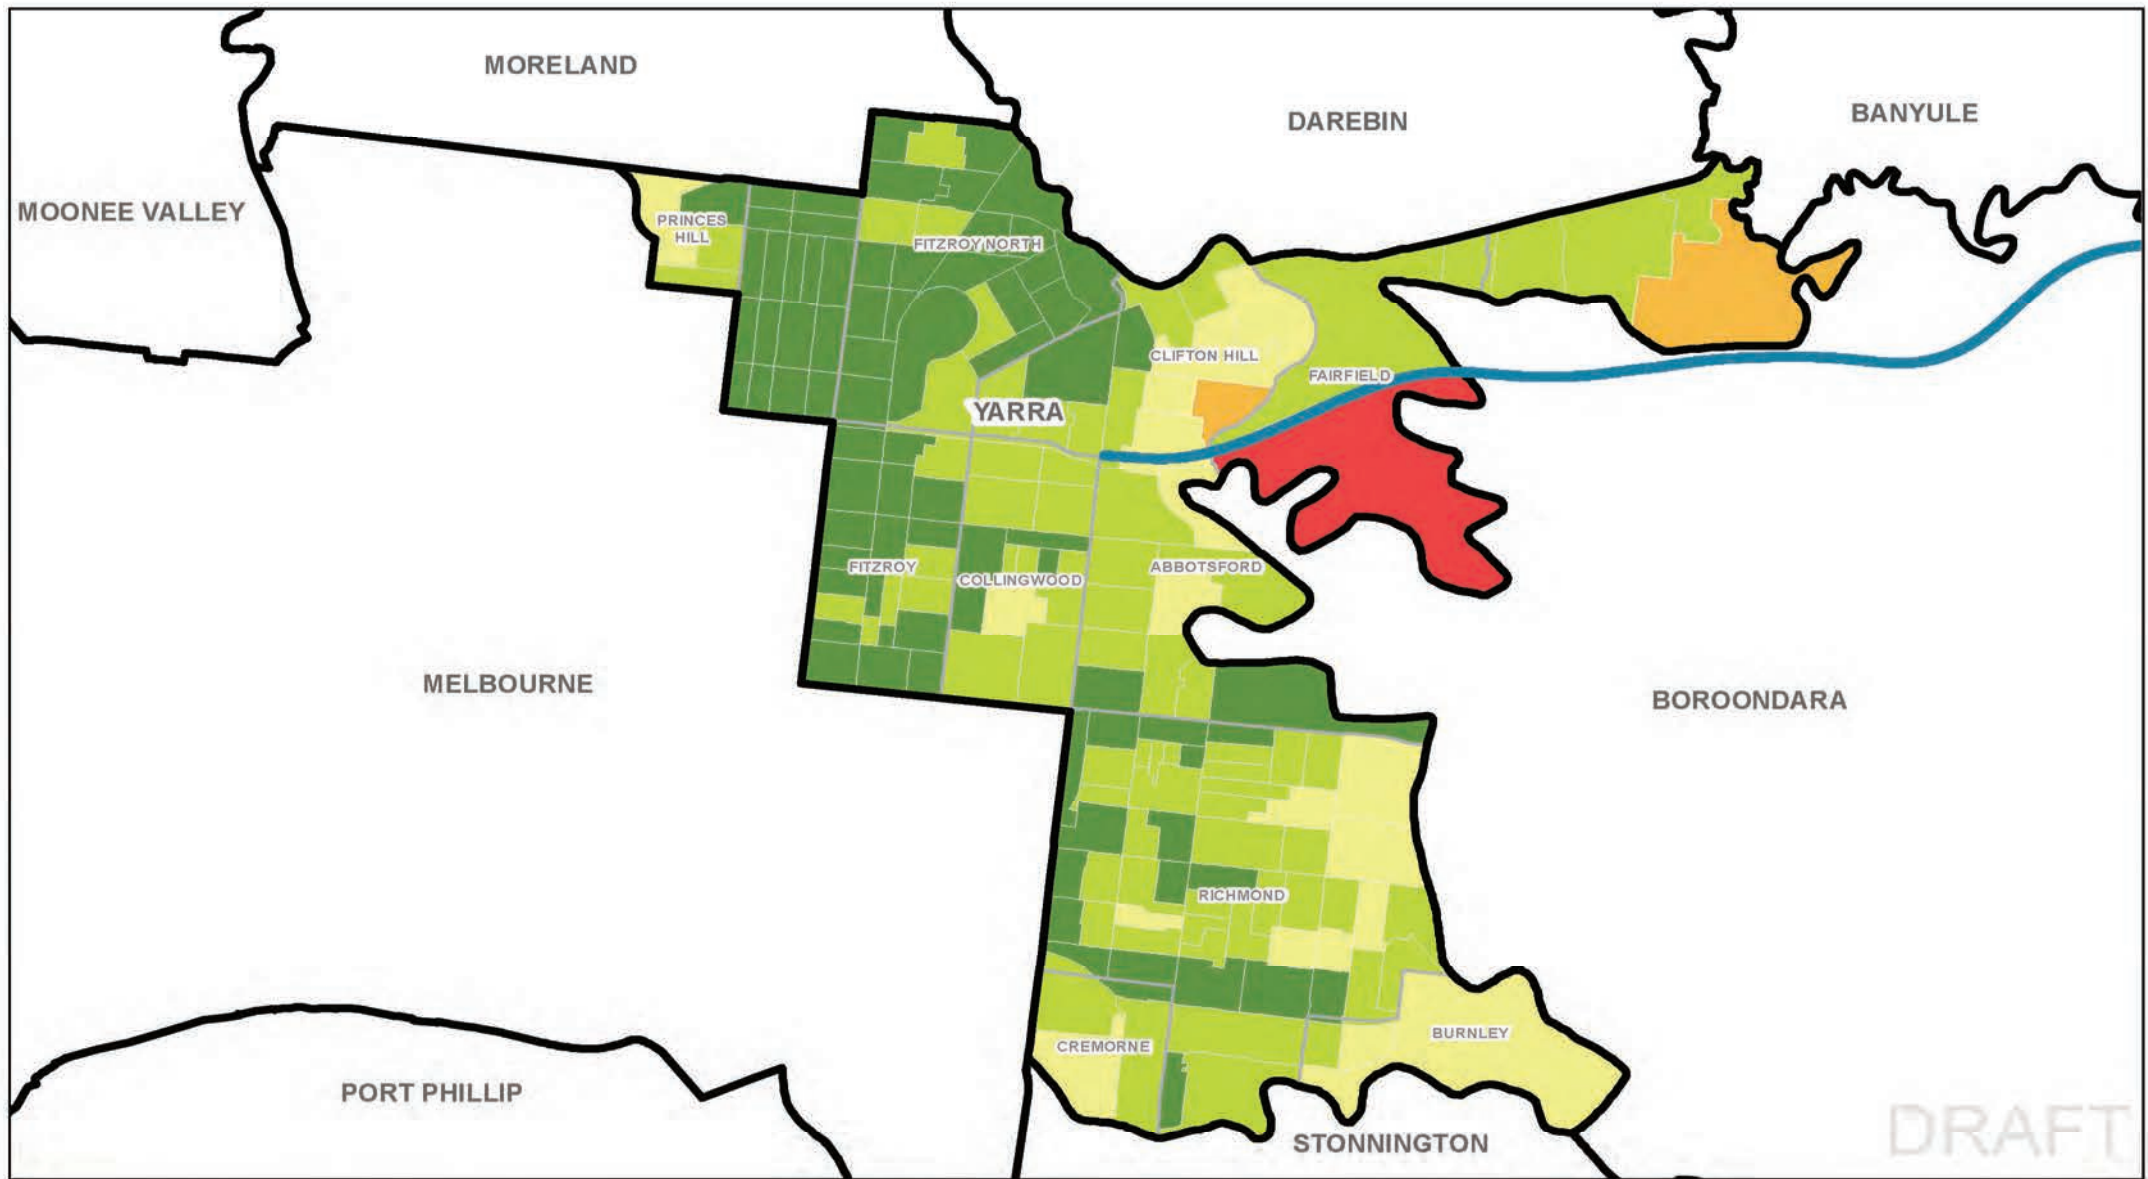 MORELAND
DAREBIN
BANYULE
MOONEE VALLEY
PRINCES
HILL
FITZROY NORTH
CLIFTON HILL
FAIRFIELD
YARRA
FITZROY
COLLINGWOOD
ABBOTSFORD
MELBOURNE
BOROONDARA
RICHMOND
BURNLEY
CREMORNE
PORT PHILLIP
STONNINGTON
DRAFT